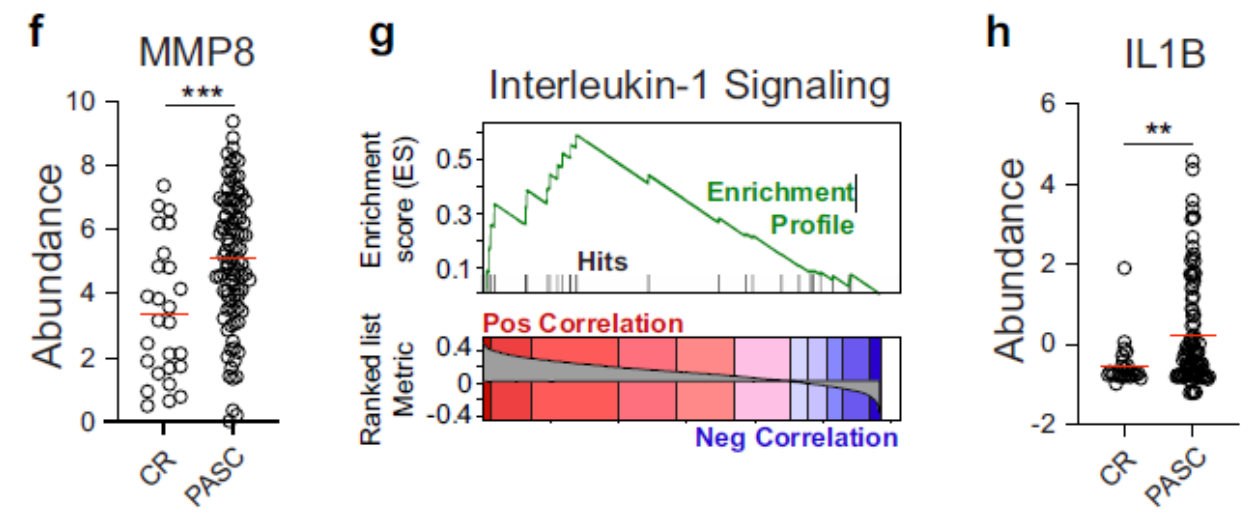 f
MMP8
***
10
8
6
4
2
0
Abundance
CR
PASC
g
Interleukin-1 Signaling
Enrichment
score (ES)
0.5
0.3
0.1
Enrichment
Profile
Hits
Pos Correlation
Ranked list
Metric
0.4
0
-0.4
Neg Correlation
h
IL1B
**
6
4
2
0
-2
Abundance
CR
PASC